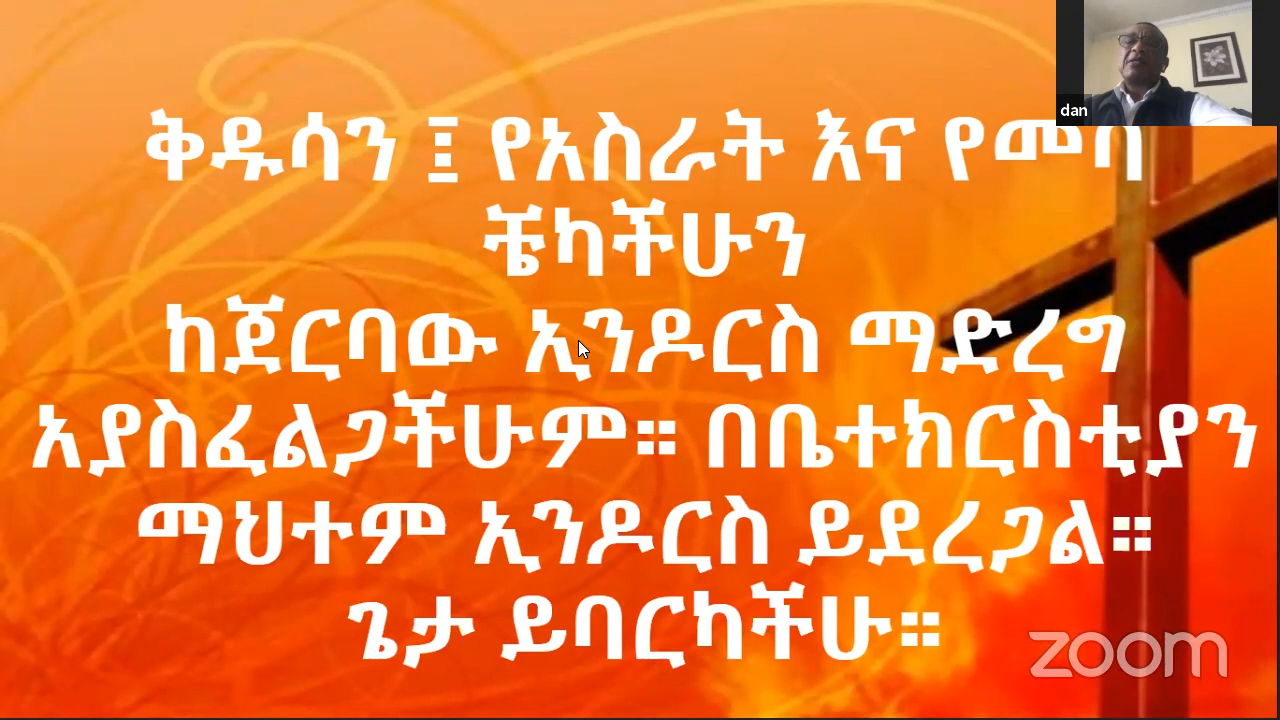 dan
ቅዱሳን ፤ የአስራት እና የመባ
ቼካችሁን
ከጀርባው ኢንዶርስ ማድረግ
አያስፈልጋችሁም። በቤተክርስቲያን
ማህተም ኢንዶርስ ይደረጋል።
ጌታ ይባርካችሁ።
zoom